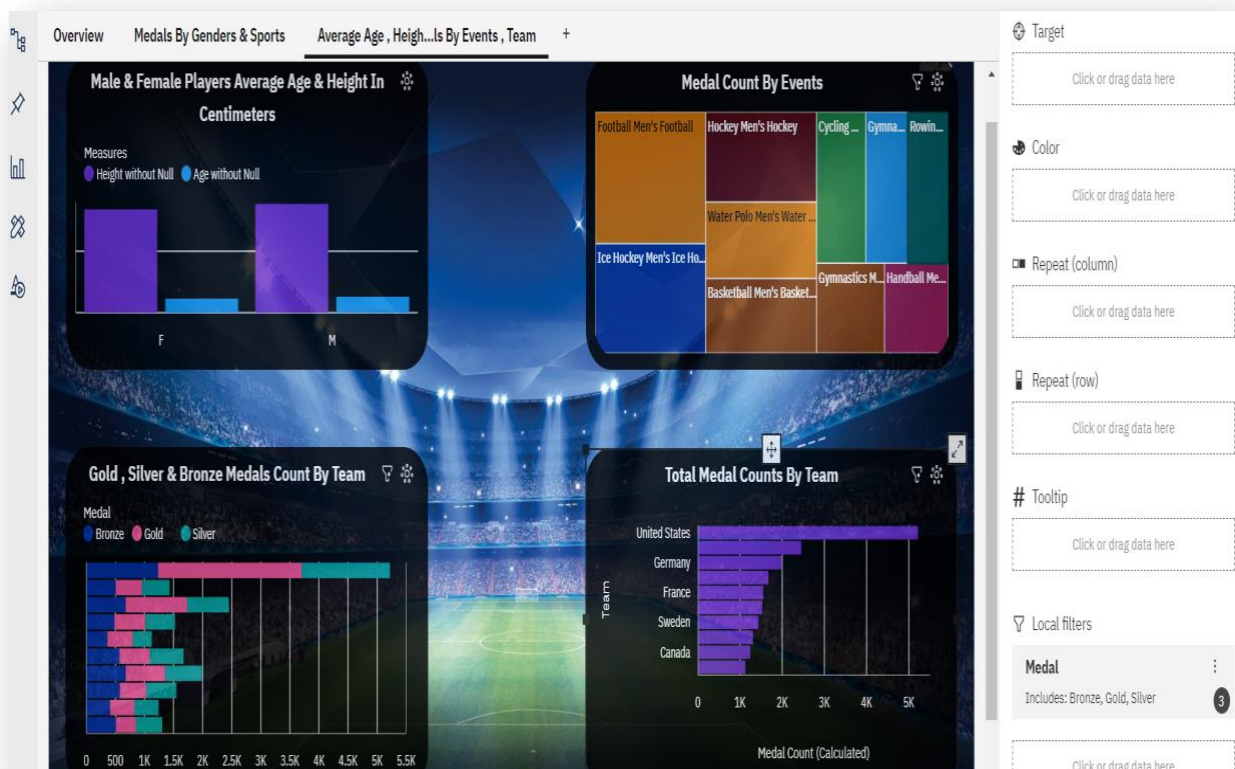 Overview
Medals By Genders & Sports
Average Age , Heigh...ls By Events , Team
+
Male & Female Players Average Age & Height In
Centimeters
Measures
Height without Null
Age without Null
F
M
Medal Count By Events
Football Men's Football
Hockey Men's Hockey
Cycling ...
Gymna...
Rowin...
Water Polo Men's Water ...
Ice Hockey Men's Ice Ho...
Basketball Men's Basket...
Gymnastics M...
Handball Me...
Gold , Silver & Bronze Medals Count By Team
Medal
Bronze
Gold
Silver
0 500 1K 1.5K 2K 2.5K 3K 3.5K 4K 4.5K 5K 5.5K
Total Medal Counts By Team
Team
United States
Germany
France
Sweden
Canada
0 1K 2K 3K 4K 5K
Medal Count (Calculated)
Target
Click or drag data here
Color
Click or drag data here
Repeat (column)
Click or drag data here
Repeat (row)
Click or drag data here
# Tooltip
Click or drag data here
Local filters
Medal
Includes: Bronze, Gold, Silver
3
Click or drag data here